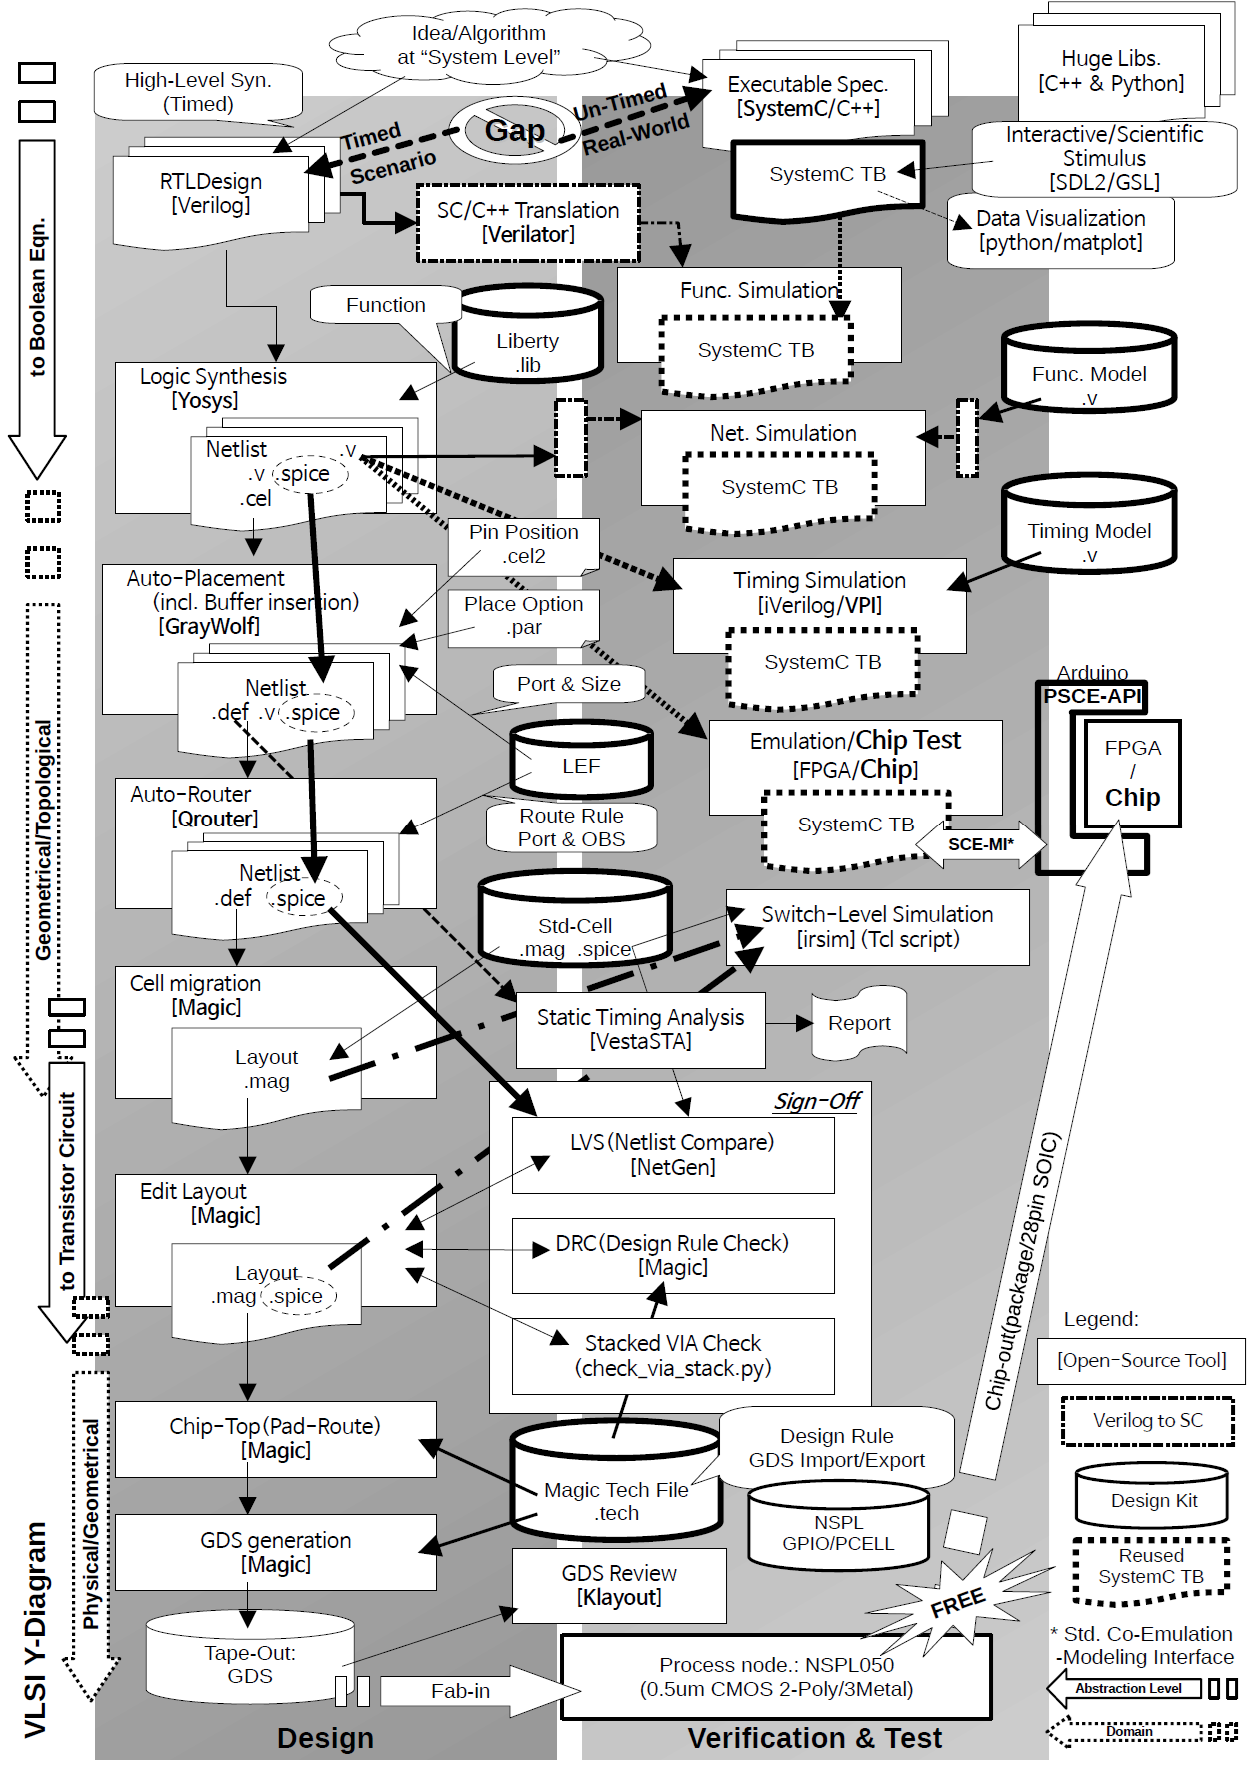 Idea/Algorithm
at “System Level”
High-Level Syn.
(Timed)
Executable Spec.
[SystemC/C++]
Huge Libs.
[C++ & Python]
Gap
Timed
Scenario
Un-Timed
Real-World
RTLDesign
[Verilog]
SystemC TB
Interactive/Scientific
Stimulus
[SDL2/GSL]
Data Visualization
[python/matplot]
SC/C++ Translation
[Verilator]
Func. Simulation
SystemC TB
Function
Liberty
.lib
Func. Model
.v
Logic Synthesis
[Yosys]
Netlist
.v
.v .spice
.cel
Net. Simulation
SystemC TB
Timing Model
.v
Pin Position
.cel2
Auto-Placement
(incl. Buffer insertion)
[GrayWolf]
Place Option
.par
Timing Simulation
[iVerilog/VPI]
SystemC TB
Netlist
.def .v .spice
Port & Size
LEF
Route Rule
Port & OBS
Emulation/Chip Test
[FPGA/Chip]
SystemC TB
SCE-MI*
Arduino
PSCE-API
FPGA
/
Chip
Auto-Router
[Qrouter]
Netlist
.def .spice
Std-Cell
.mag .spice
Switch-Level Simulation
[irsim] (Tcl script)
Cell migration
[Magic]
Layout
.mag
Static Timing Analysis
[VestaSTA]
Report
Sign-Off
LVS(Netlist Compare)
[NetGen]
Edit Layout
[Magic]
Layout
.mag .spice
DRC(Design Rule Check)
[Magic]
Stacked VIA Check
(check_via_stack.py)
Chip-Top(Pad-Route)
[Magic]
Magic Tech File
.tech
Design Rule
GDS Import/Export
NSPL
GPIO/PCELL
GDS generation
[Magic]
GDS Review
[Klayout]
Tape-Out:
GDS
Fab-in
Process node.: NSPL050
(0.5um CMOS 2-Poly/3Metal)
FREE
Chip-out(package/28pin SOIC)
Legend:
[Open-Source Tool]
Verilog to SC
Design Kit
Reused
SystemC TB
* Std. Co-Emulation
-Modeling Interface
Abstraction Level
Domain
Design
Verification & Test
to Boolean Eqn.
Geometrical/Topological
to Transistor Circuit
Physical/Geometrical
VLSI Y-Diagram